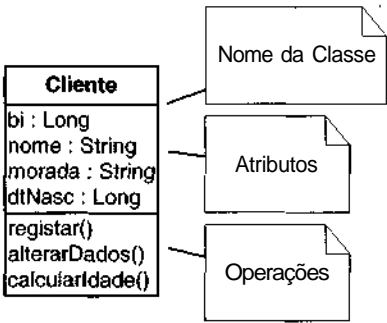 Cliente
bi : Long
nome : String
morada : String
dtNasc : Long
registar()
alterarDados()
calcularIdade()
Nome da Classe
Atributos
Operações